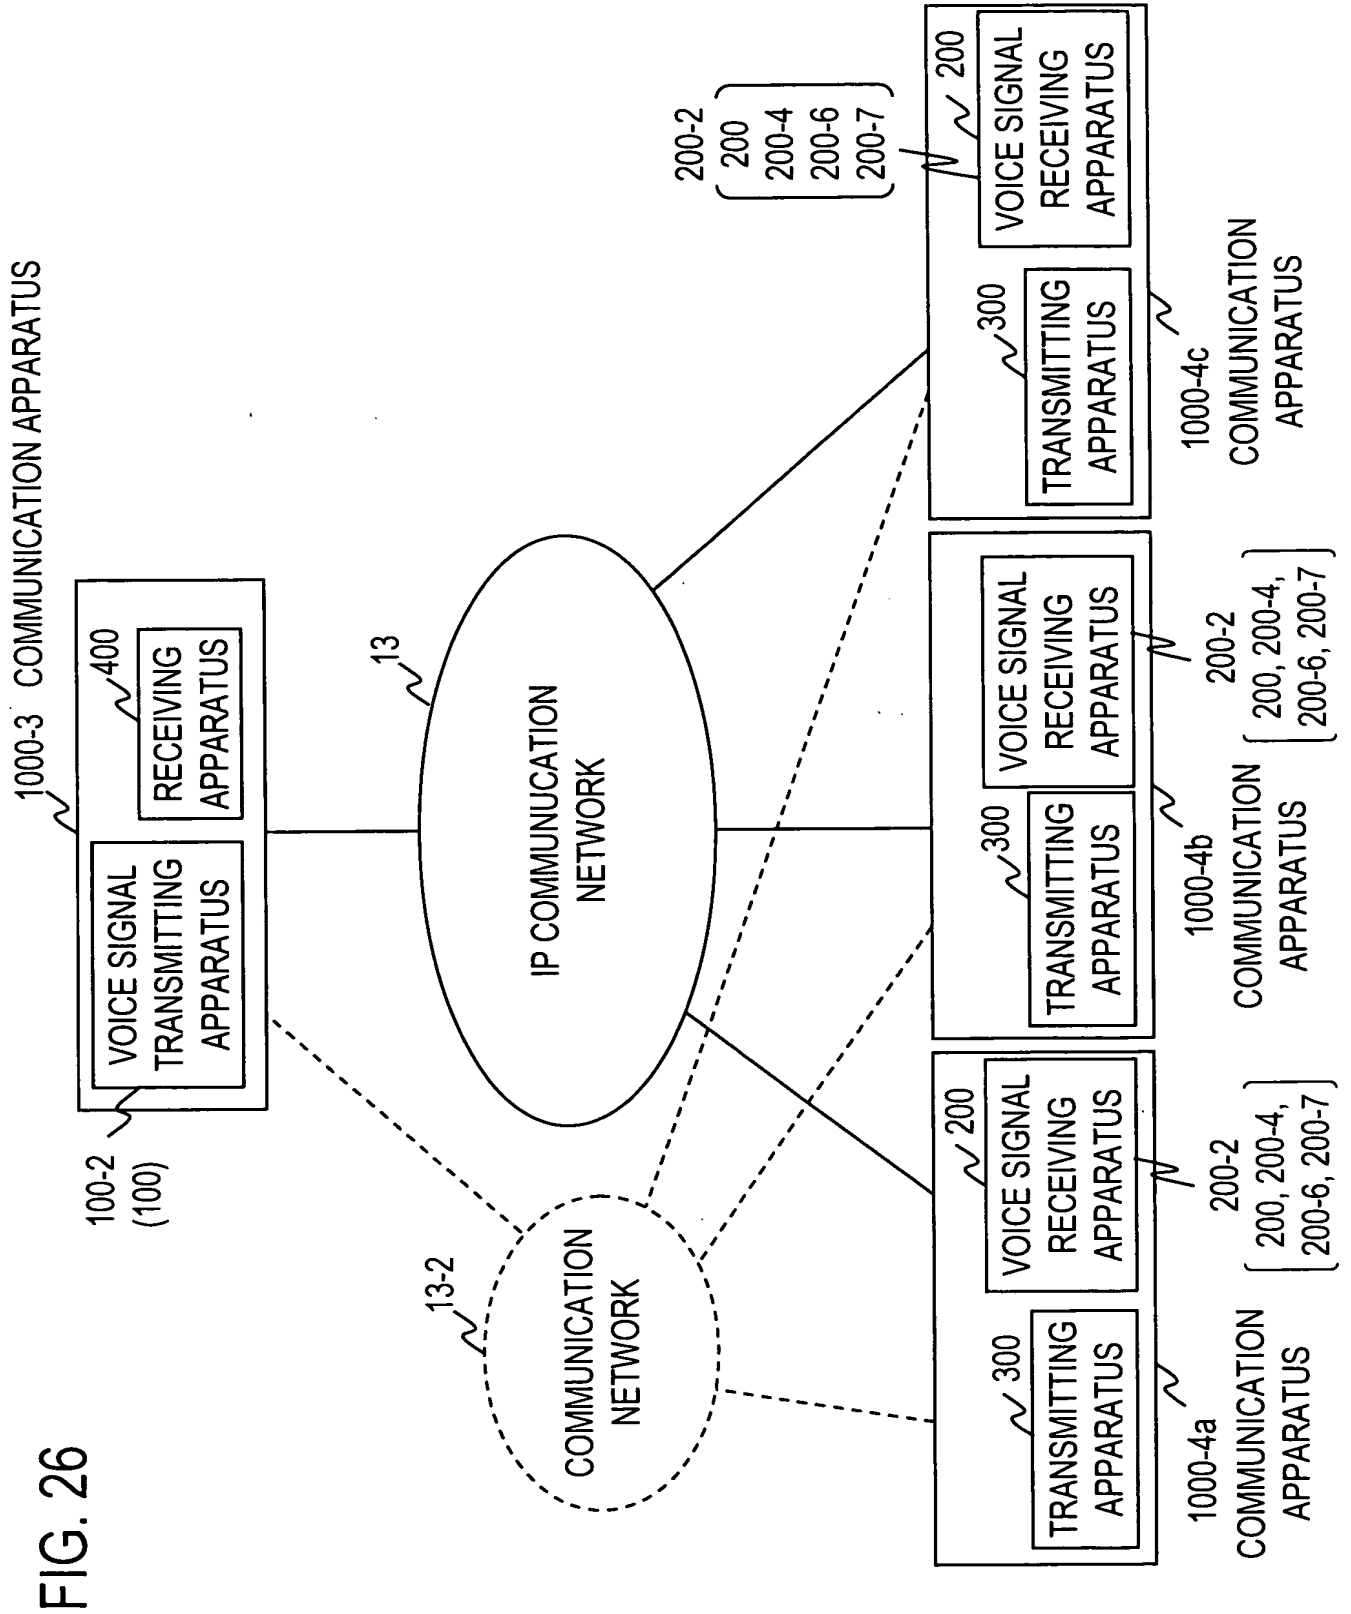 FIG. 26
1000-3 COMMUNICATION APPARATUS
VOICE SIGNAL
TRANSMITTING
APPARATUS
400
RECEIVING
APPARATUS
100-2
(100)
13
IP COMMUNUCATION
NETWORK
13-2
COMMUNICATION
NETWORK
300
TRANSMITTING
APPARATUS
200
VOICE SIGNAL
RECEIVING
APPARATUS
1000-4a
COMMUNICATION
APPARATUS
200-2
200, 200-4,
200-6, 200-7
300
TRANSMITTING
APPARATUS
VOICE SIGNAL
RECEIVING
APPARATUS
1000-4b
COMMUNICATION
APPARATUS
200-2
200, 200-4,
200-6, 200-7
200-2
200
200-4
200-6
200-7
300
TRANSMITTING
APPARATUS
200
VOICE SIGNAL
RECEIVING
APPARATUS
1000-4c
COMMUNICATION
APPARATUS